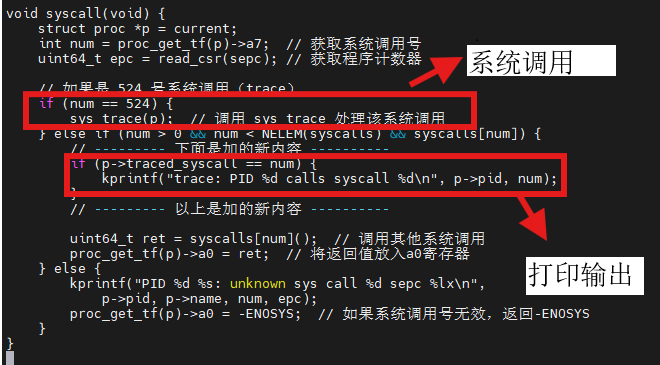 void syscall(void) {
    struct proc *p = current;
    int num = proc_get_tf(p)->a7;  // 获取系统调用号
    uint64_t epc = read_csr(sepc); // 获取程序计数器
系统调用
    // 如果是 524 号系统调用（trace）
    if (num == 524) {
        sys_trace(p);  // 调用 sys_trace 处理该系统调用
    } else if (num > 0 && num < NELEM(syscalls) && syscalls[num]) {
        // --------- 下面是加的新内容 ----------
        if (p->traced_syscall == num) {
            kprintf("trace: PID %d calls syscall %d\n", p->pid, num);
        }
        // --------- 以上是加的新内容 ----------
        uint64_t ret = syscalls[num]();  // 调用其他系统调用
        proc_get_tf(p)->a0 = ret;  // 将返回值放入a0寄存器
打印输出
    } else {
        kprintf("PID %d %s: unknown sys call %d sepc %lx\n",
            p->pid, p->name, num, epc);
        proc_get_tf(p)->a0 = -ENOSYS;  // 如果系统调用号无效，返回-ENOSYS
    }
}